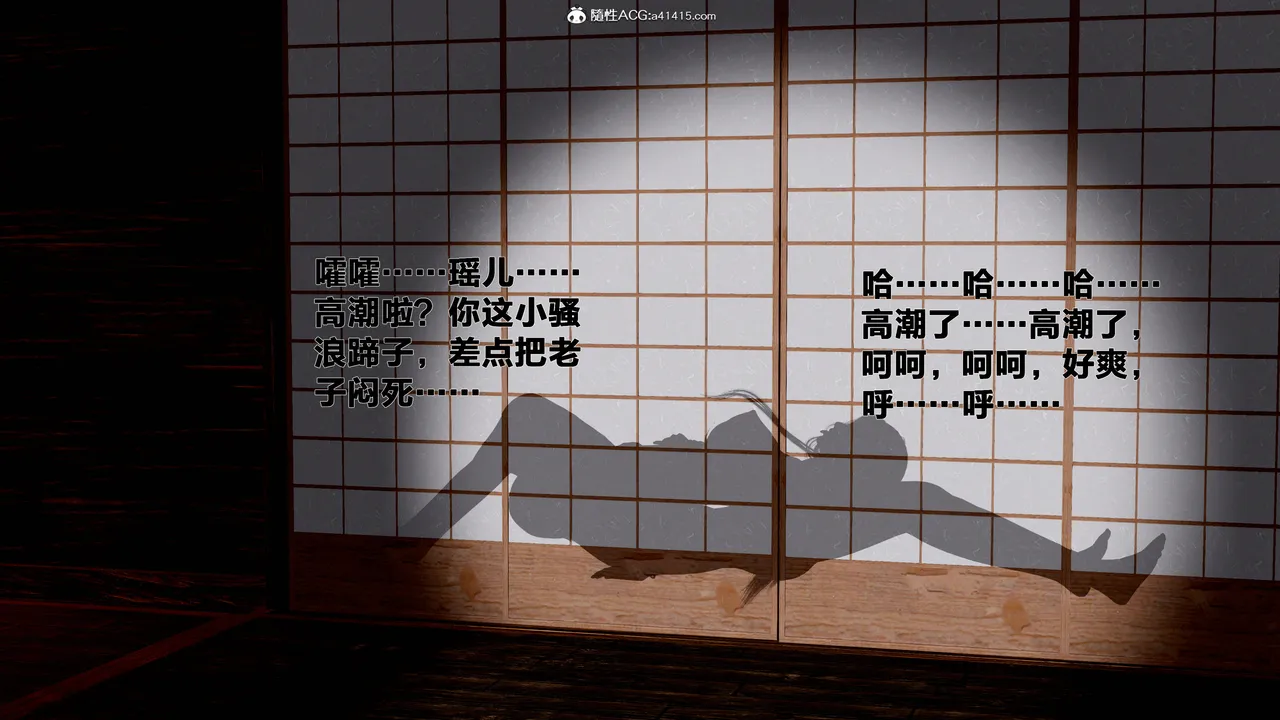 隨性ACG:a41415.com
嚯嚯……瑶儿……
高潮啦？你这小骚
浪蹄子，差点把老
子闷死……
哈……哈……哈……
高潮了……高潮了，
呵呵，呵呵，好爽，
呼……呼……